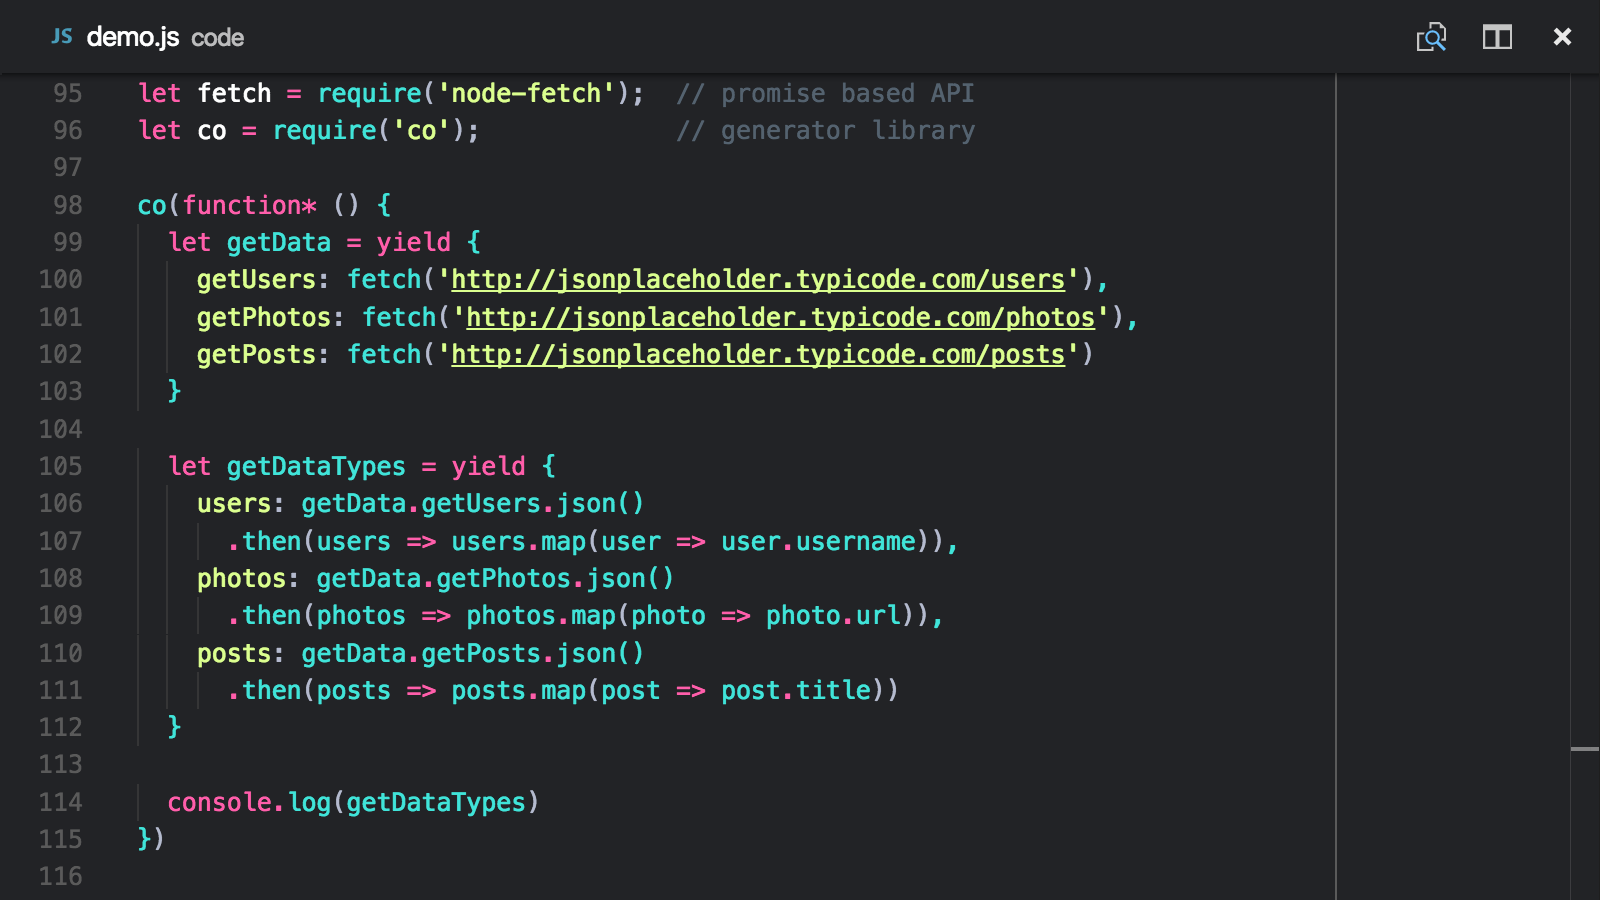 JS demo.js code
95 let fetch = require('node-fetch');  // promise based API
96 let co = require('co');             // generator library
97
98 co(function* () {
99   let getData = yield {
100     getUsers: fetch('http://jsonplaceholder.typicode.com/users'),
101     getPhotos: fetch('http://jsonplaceholder.typicode.com/photos'),
102     getPosts: fetch('http://jsonplaceholder.typicode.com/posts')
103   }
104
105   let getDataTypes = yield {
106     users: getData.getUsers.json()
107       .then(users => users.map(user => user.username)),
108     photos: getData.getPhotos.json()
109       .then(photos => photos.map(photo => photo.url)),
110     posts: getData.getPosts.json()
111       .then(posts => posts.map(post => post.title))
112   }
113
114   console.log(getDataTypes)
115 })
116